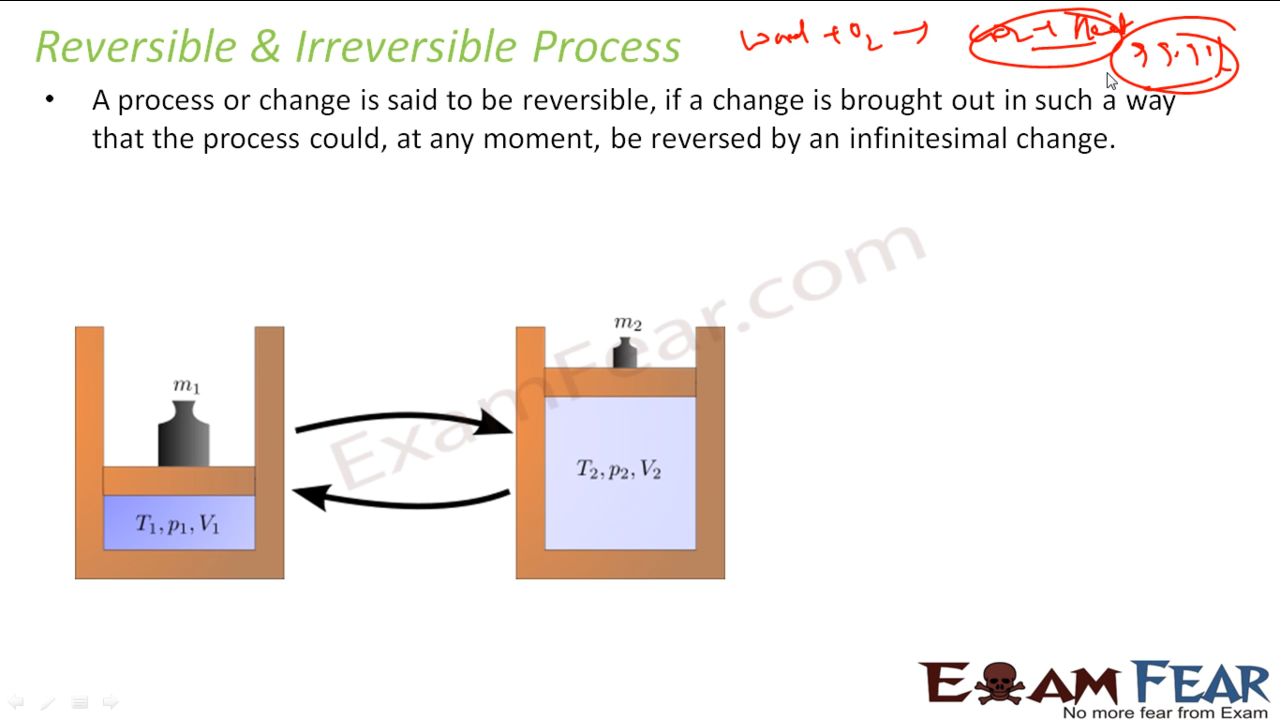 Reversible & Irreversible Process
+ O₂ →
• A process or change is said to be reversible, if a change is brought out in such a way
that the process could, at any moment, be reversed by an infinitesimal change.
ExamFear.com
m₂
m₁
T₂, p₂, V₂
T₁, p₁, V₁
EXAM FEAR
No more fear from Exam